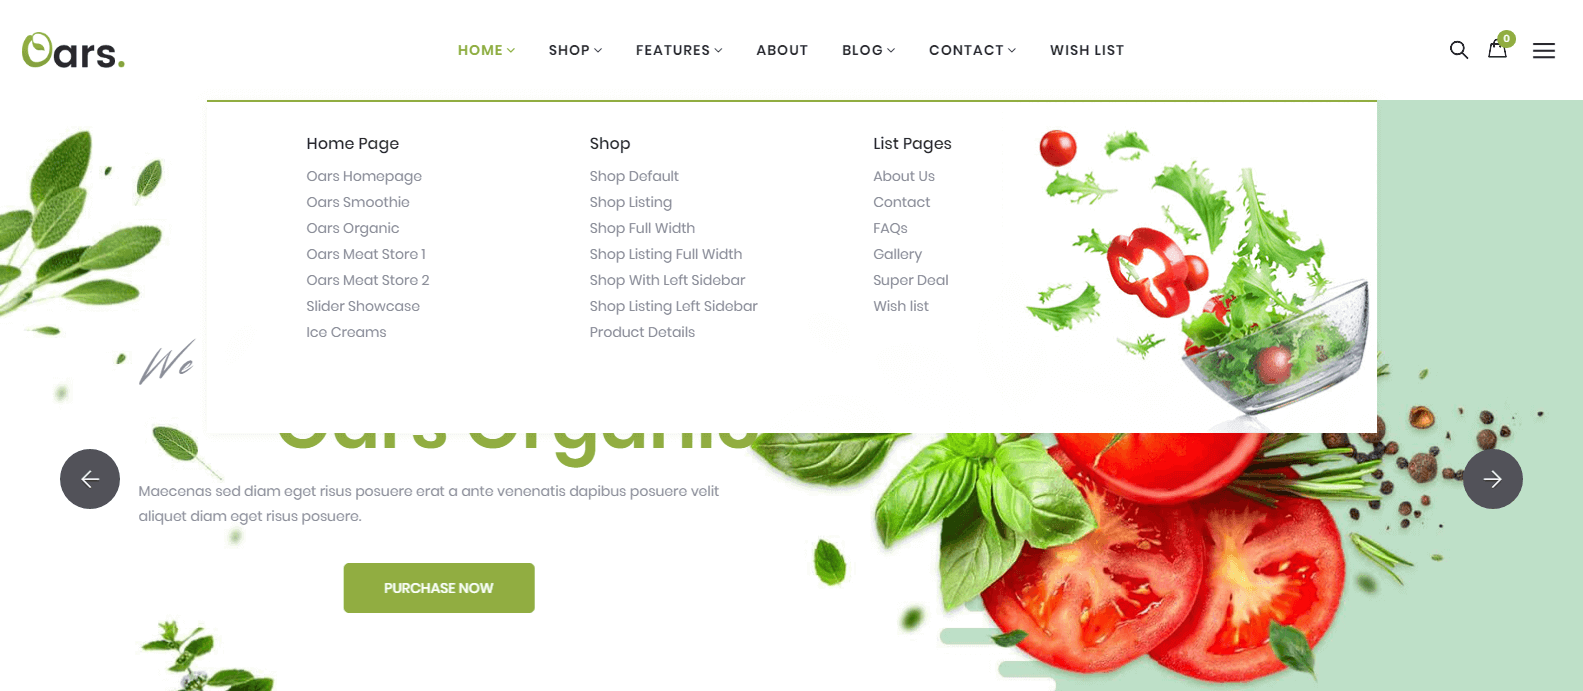 Oars.
HOME SHOP FEATURES ABOUT BLOG CONTACT WISH LIST
0
Home Page
Oars Homepage
Oars Smoothie
Oars Organic
Oars Meat Store 1
Oars Meat Store 2
Slider Showcase
Ice Creams
Shop
Shop Default
Shop Listing
Shop Full Width
Shop Listing Full Width
Shop With Left Sidebar
Shop Listing Left Sidebar
Product Details
List Pages
About Us
Contact
FAQs
Gallery
Super Deal
Wish list
We
Oars Organic
Maecenas sed diam eget risus posuere erat a ante venenatis dapibus posuere velit
aliquet diam eget risus posuere.
PURCHASE NOW